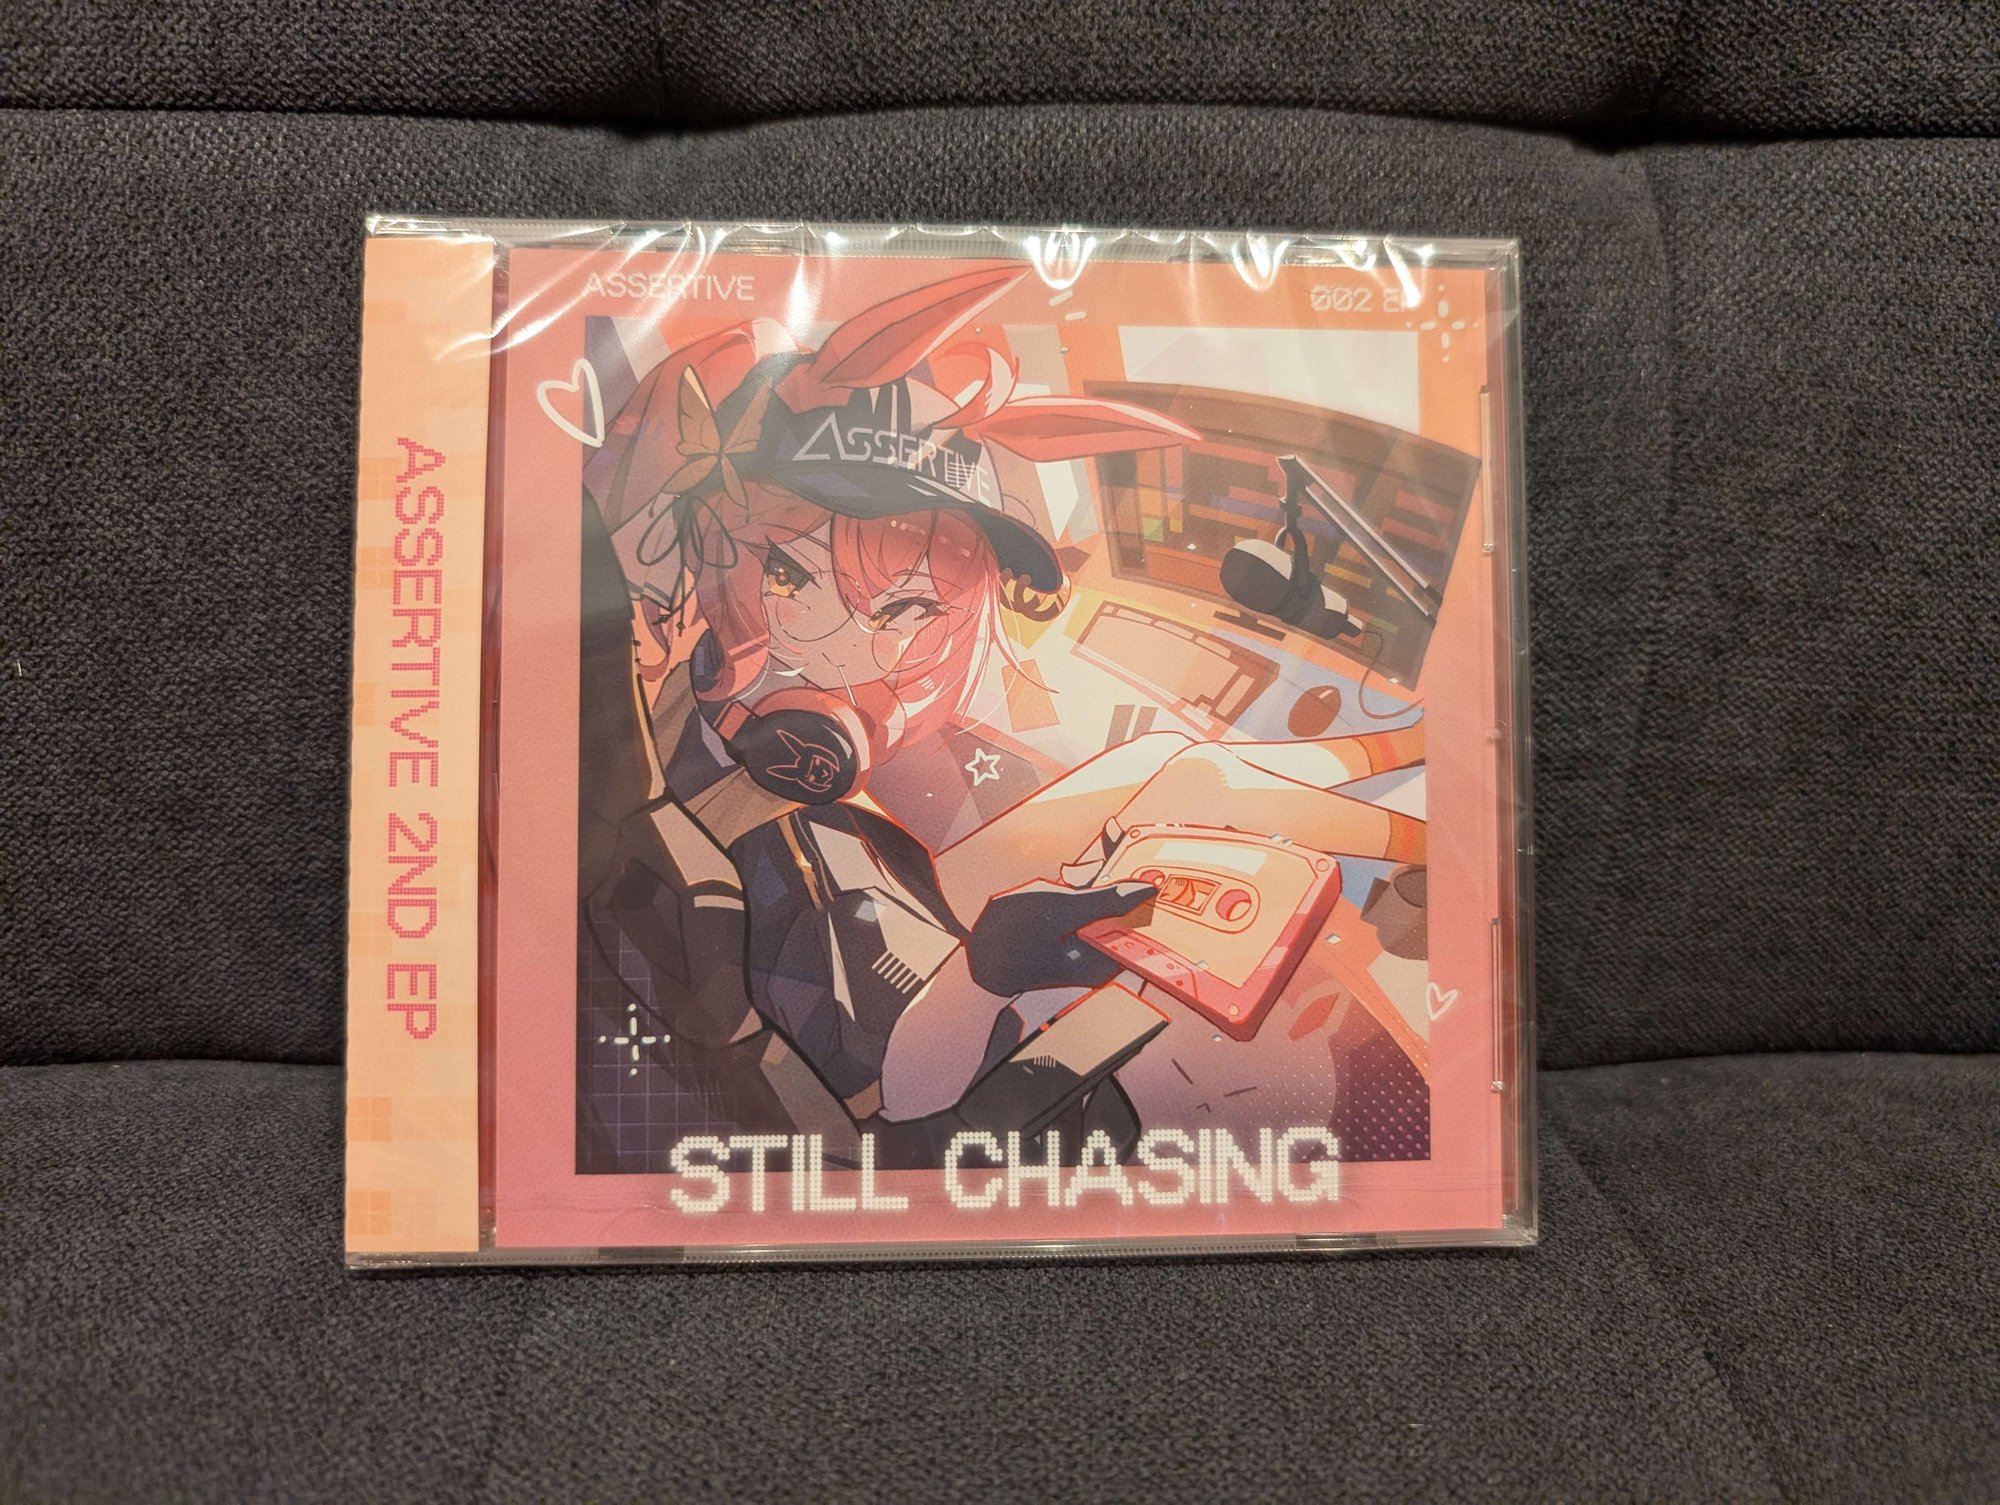 ASSERTIVE
002 EP
ASSERTIVE
ASSERTIVE 2ND EP
STILL CHASING